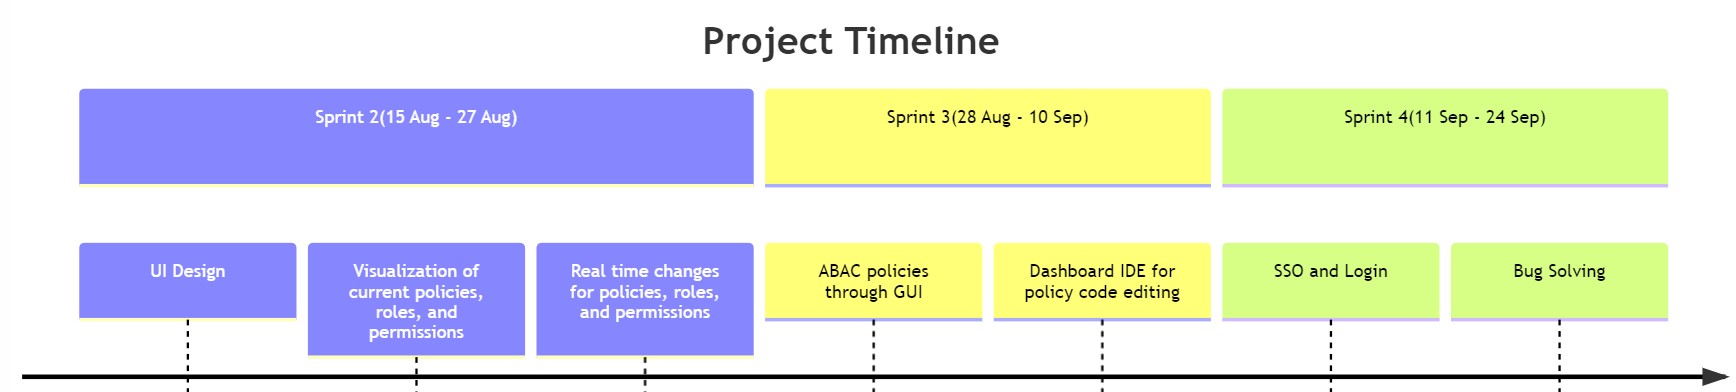 Project Timeline
Sprint 2(15 Aug - 27 Aug)
Sprint 3(28 Aug - 10 Sep)
Sprint 4(11 Sep - 24 Sep)
UI Design
Visualization of
current policies,
roles, and
permissions
Real time changes
for policies, roles,
and permissions
ABAC policies
through GUI
Dashboard IDE for
policy code editing
SSO and Login
Bug Solving